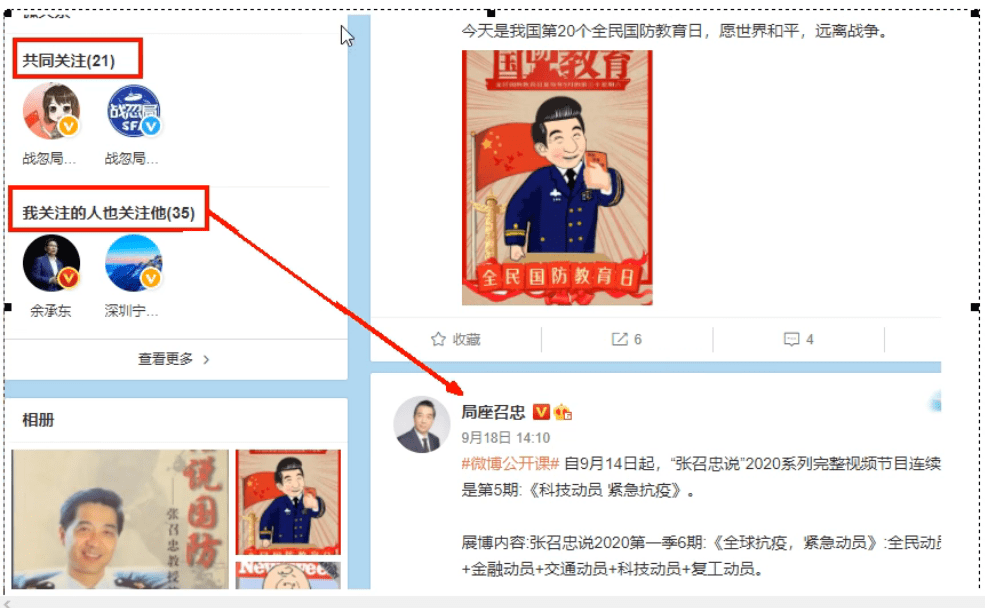 共同关注(21)
战忽局... 战忽局...
我关注的人也关注他(35)
余承东 深圳宁...
查看更多 >
相册
说国防
张召忠教授
Newsweek
今天是我国第20个全民国防教育日，愿世界和平，远离战争。
国防教育
全民国防教育日
收藏 6 4
局座召忠
9月18日 14:10
#微博公开课# 自9月14日起，“张召忠说”2020系列完整视频节目连续
是第5期:《科技动员 紧急抗疫》。
展博内容:张召忠说2020第一季6期:《全球抗疫，紧急动员》:全民动员
+金融动员+交通动员+科技动员+复工动员。